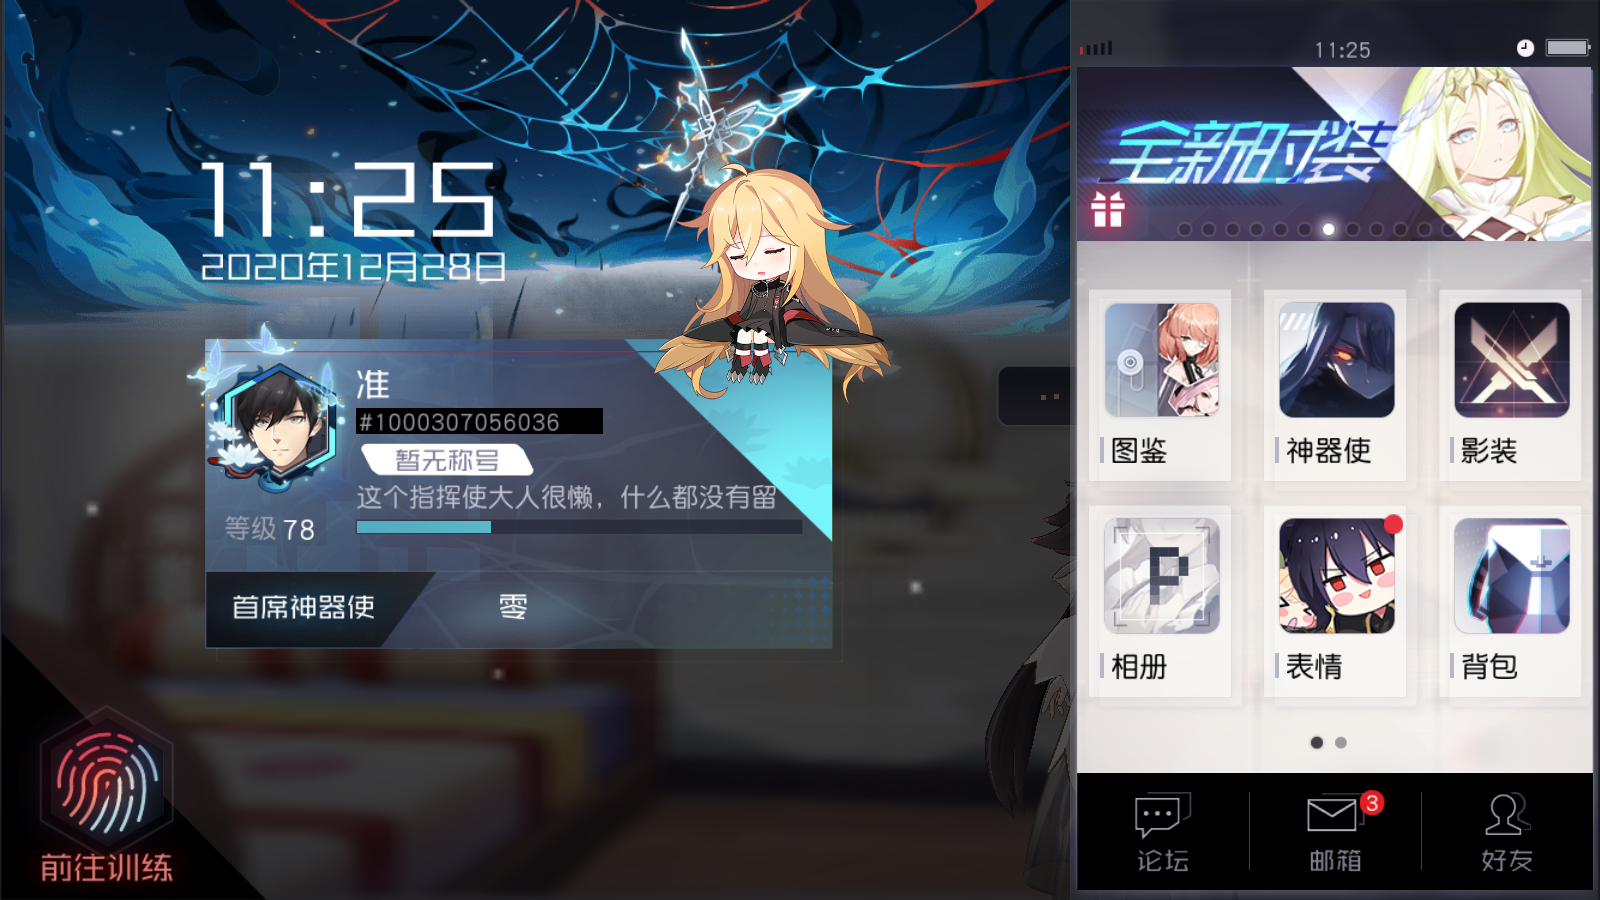 11:25
2020年12月28日
准
#1000307056036
暂无称号
这个指挥使大人很懒，什么都没有留
等级 78
首席神器使
零
前往训练
11:25
全新时装
图鉴
神器使
影装
P
相册
表情
背包
论坛
3
邮箱
好友